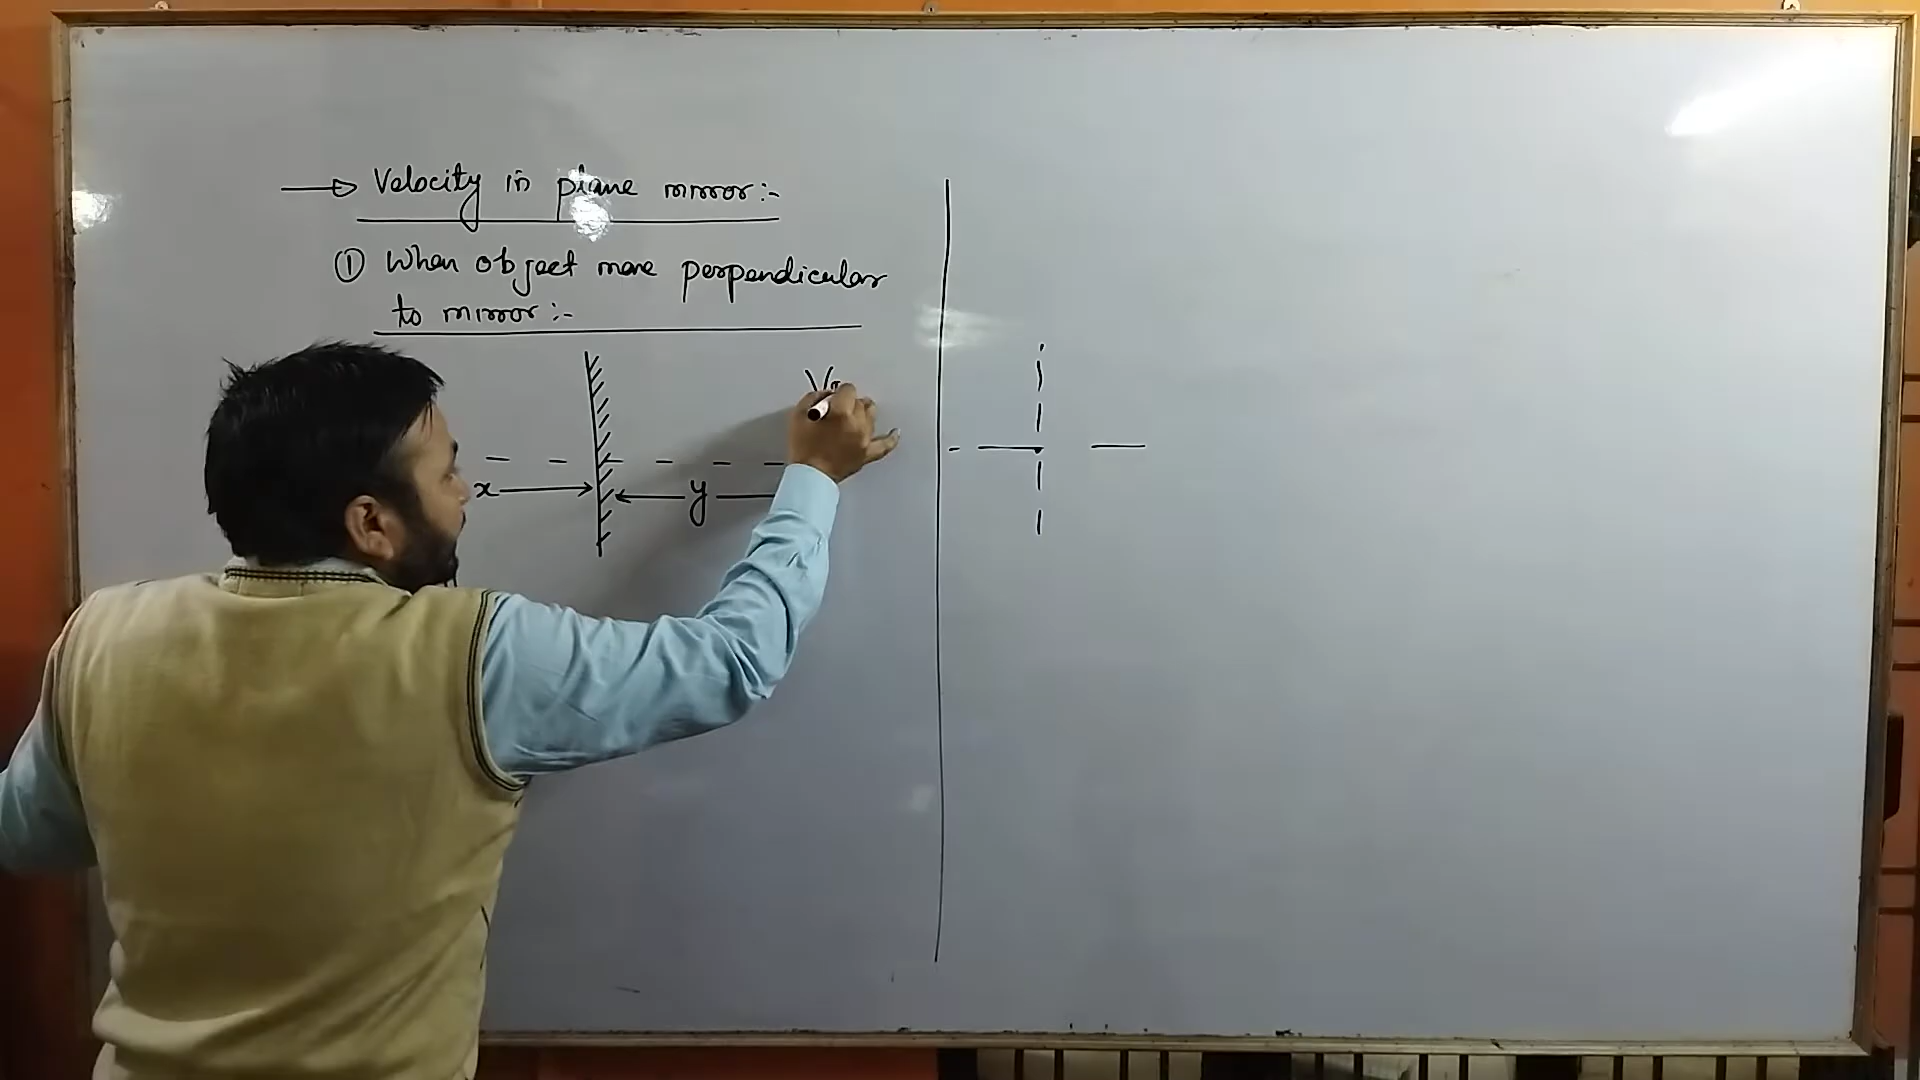 → Velocity in plane mirror:-
① When object move perpendicular
to mirror:-
x
y